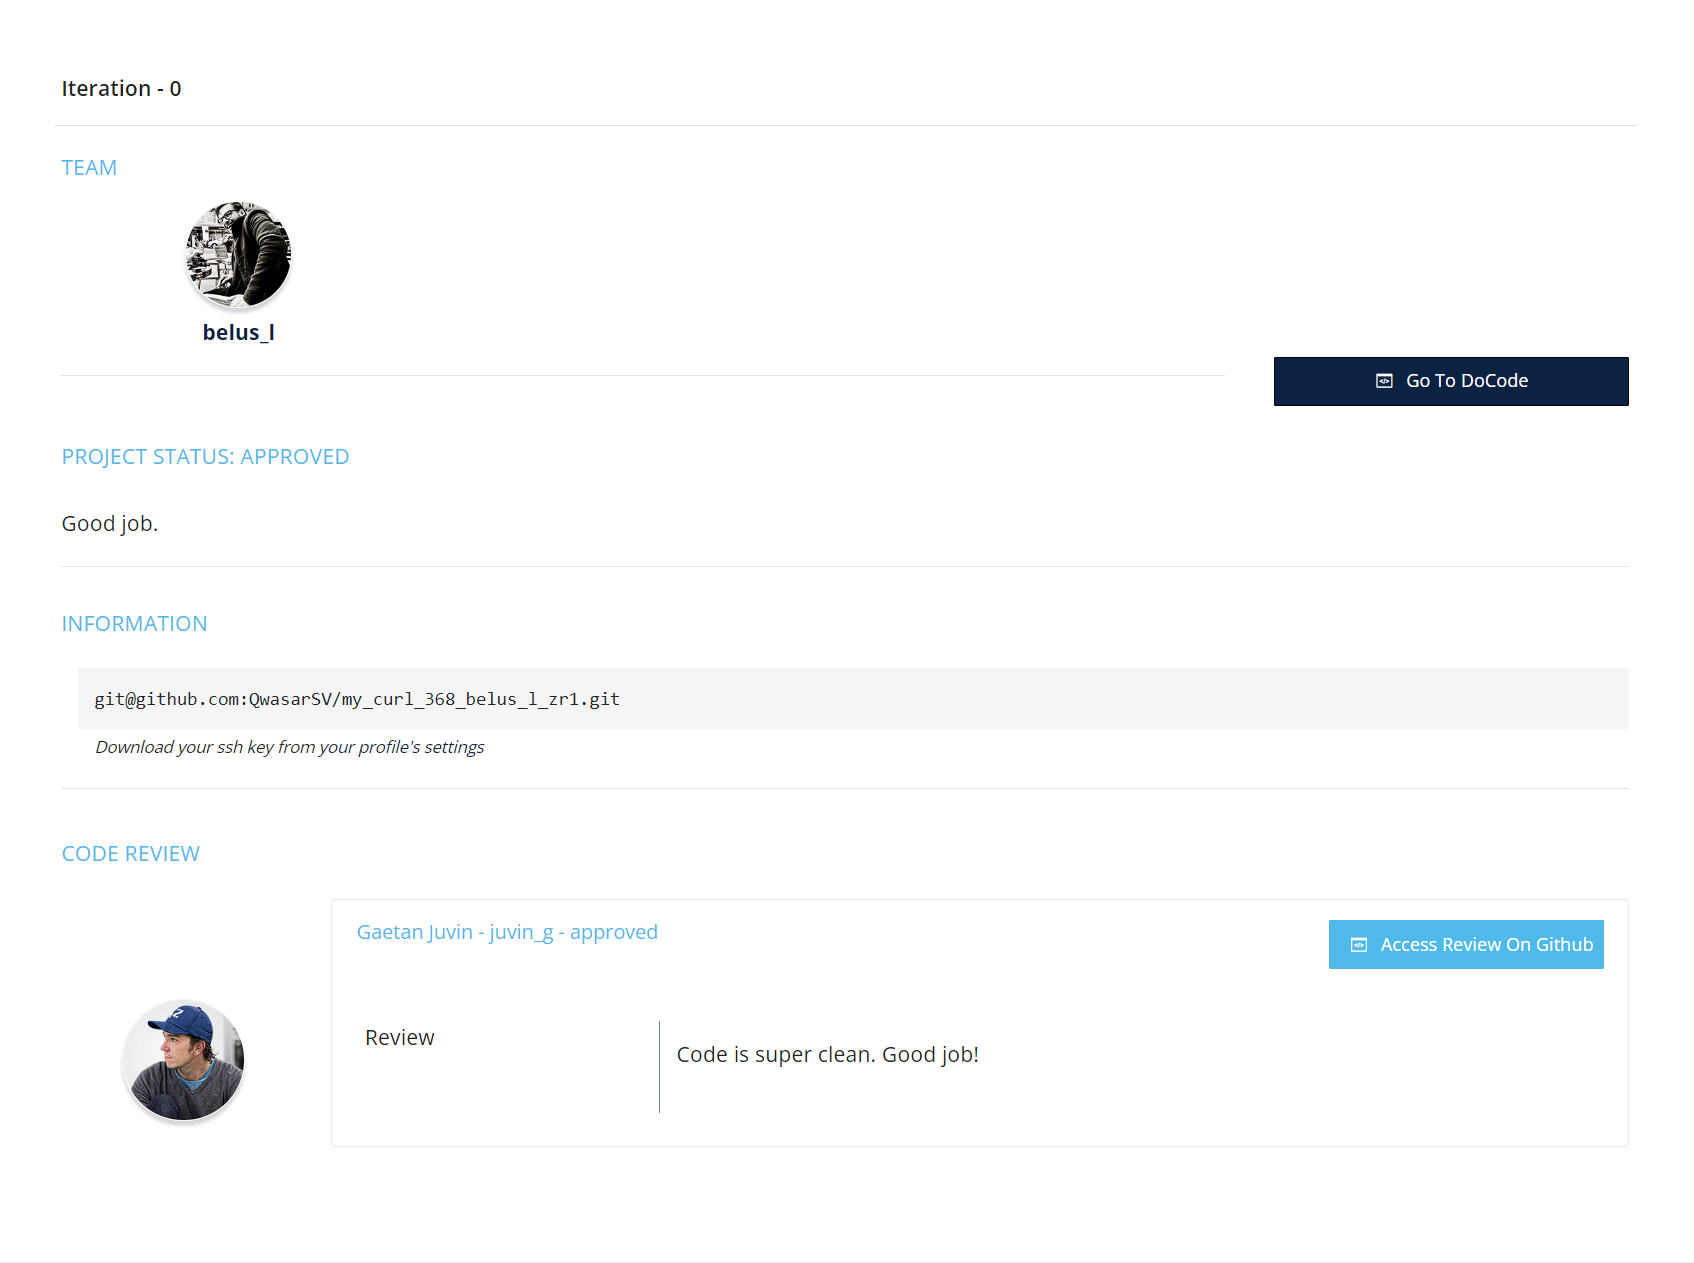 Iteration - 0
TEAM
belus_l
Go To DoCode
PROJECT STATUS: APPROVED
Good job.
INFORMATION
git@github.com:QwasarSV/my_curl_368_belus_l_zr1.git
Download your ssh key from your profile's settings
CODE REVIEW
Gaetan Juvin - juvin_g - approved
Access Review On Github
Review
Code is super clean. Good job!